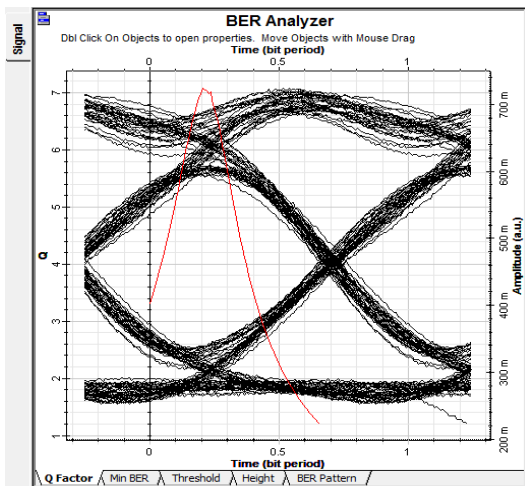 Signal
BER Analyzer
Dbl Click On Objects to open properties. Move Objects with Mouse Drag
Time (bit period)
0 0.5 1
7
6
5
4
3
2
1
Q
700 m
600 m
500 m
400 m
300 m
200 m
Amplitude (a.u.)
0 0.5 1
Time (bit period)
Q Factor Min BER Threshold Height BER Pattern